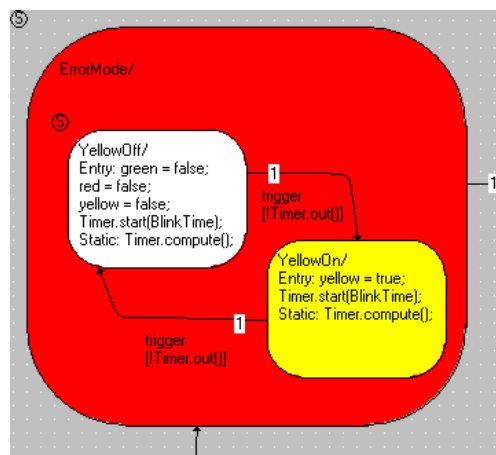 S
ErrorMode/
S
YellowOff/
Entry: green = false;
red = false;
yellow = false;
Timer.start(BlinkTime);
Static: Timer.compute();
1
trigger
[!Timer.out()]
1
YellowOn/
Entry: yellow = true;
Timer.start(BlinkTime);
Static: Timer.compute();
1
trigger
[!Timer.out()]